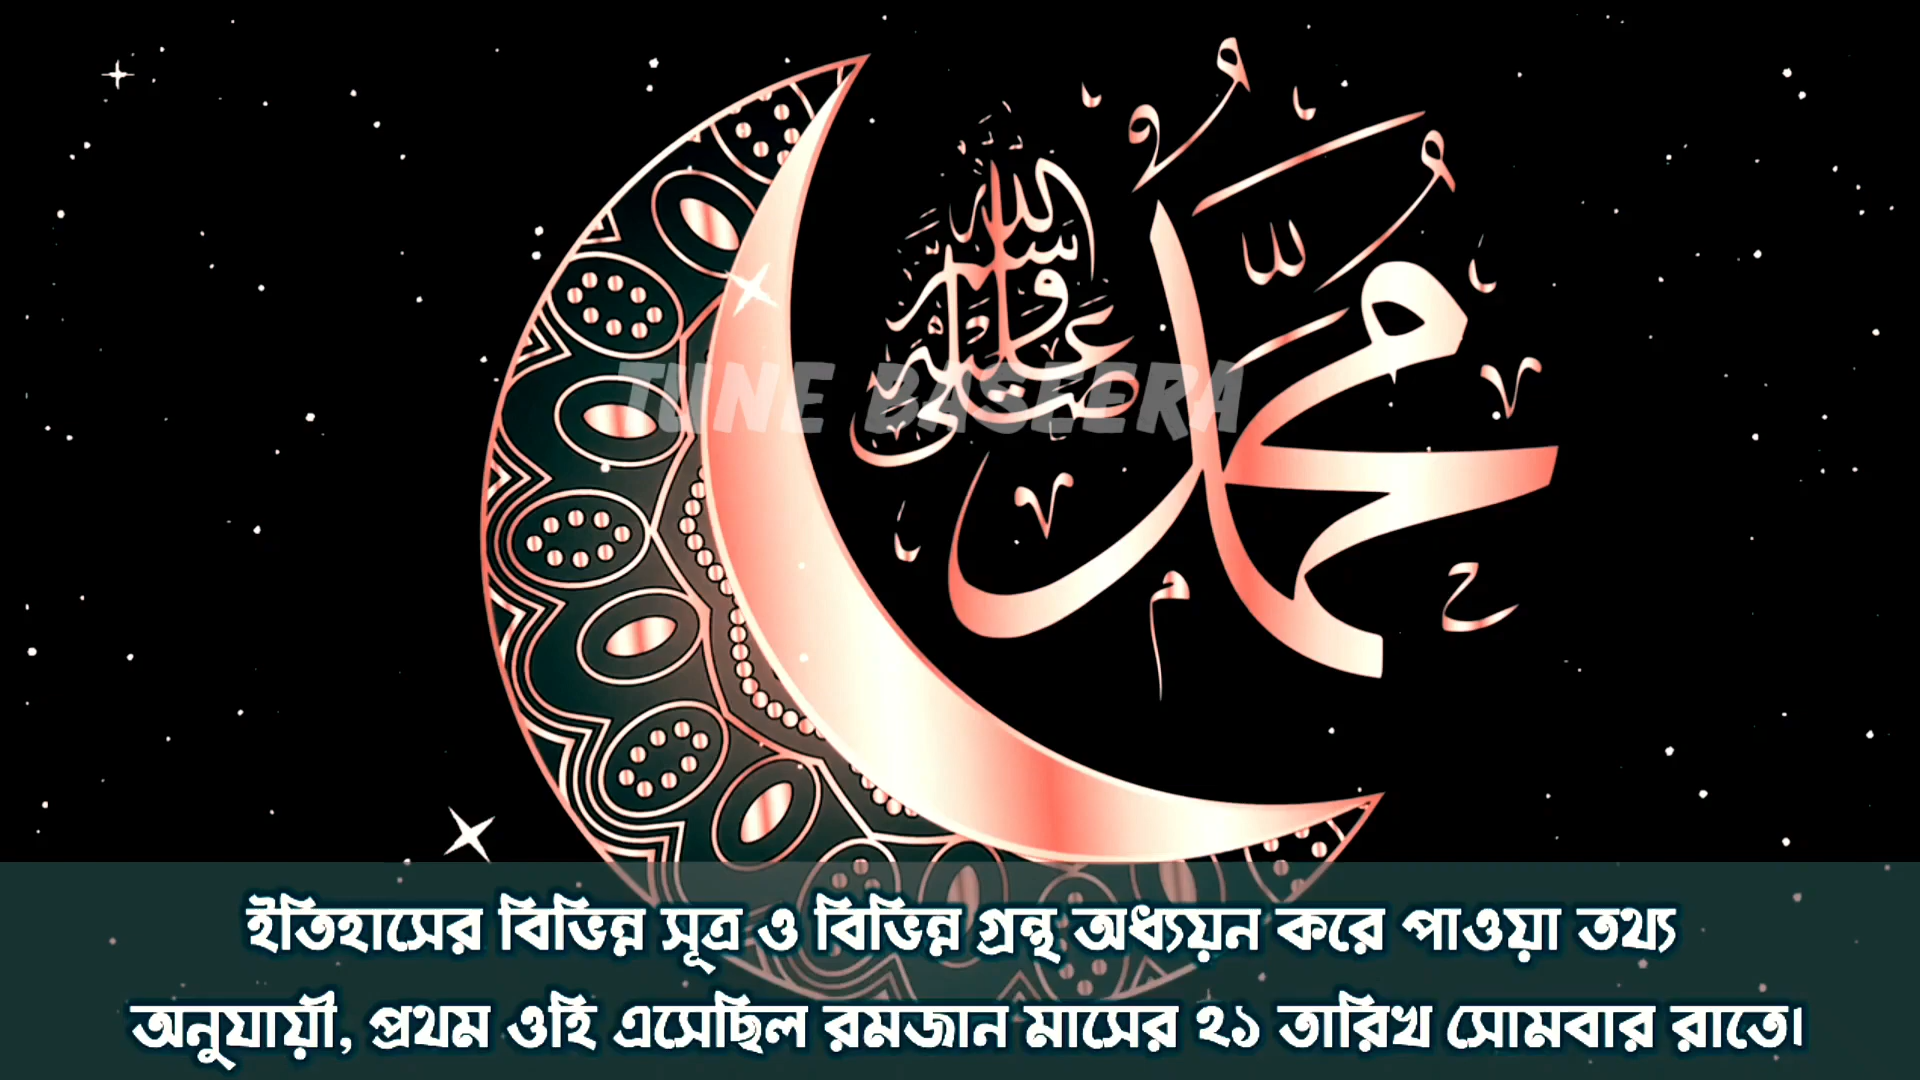 محمد
صلى الله عليه وسلم
TUNE BASEERA
ইতিহাসের বিভিন্ন সূত্র ও বিভিন্ন গ্রন্থ অধ্যয়ন করে পাওয়া তথ্য
অনুযায়ী, প্রথম ওহি এসেছিল রমজান মাসের ২১ তারিখ সোমবার রাতে।